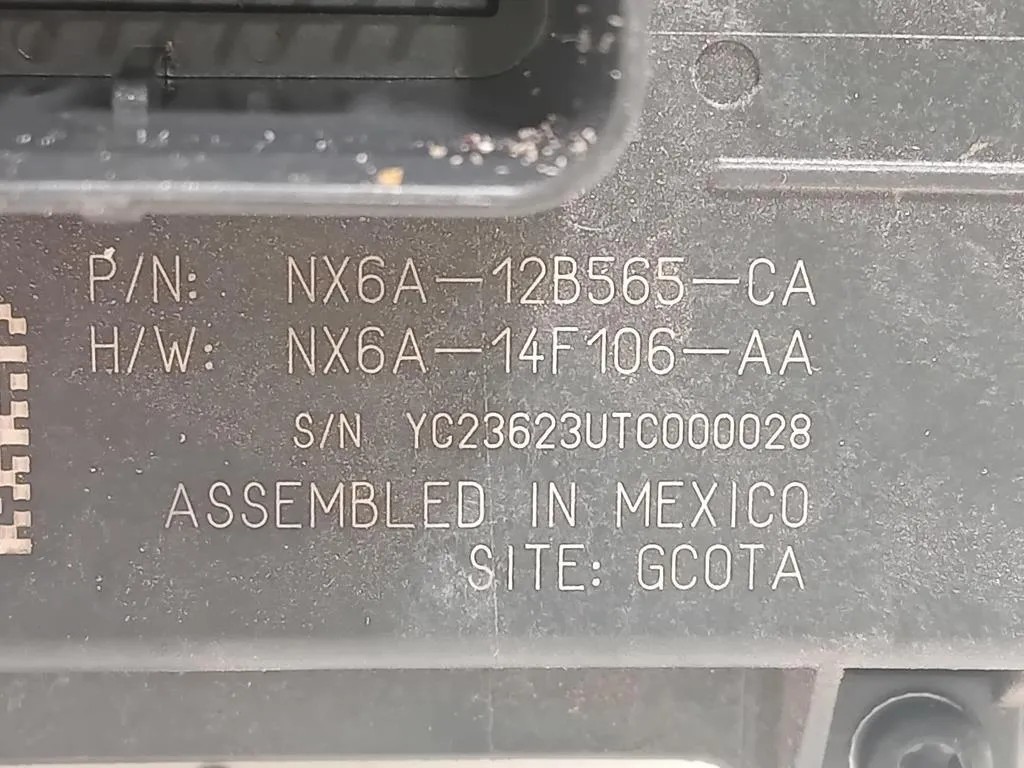 P/N: NX6A-12B565-CA
H/W: NX6A-14F106-AA
S/N YC23623UTC000028
ASSEMBLED IN MEXICO
SITE: GCOTA